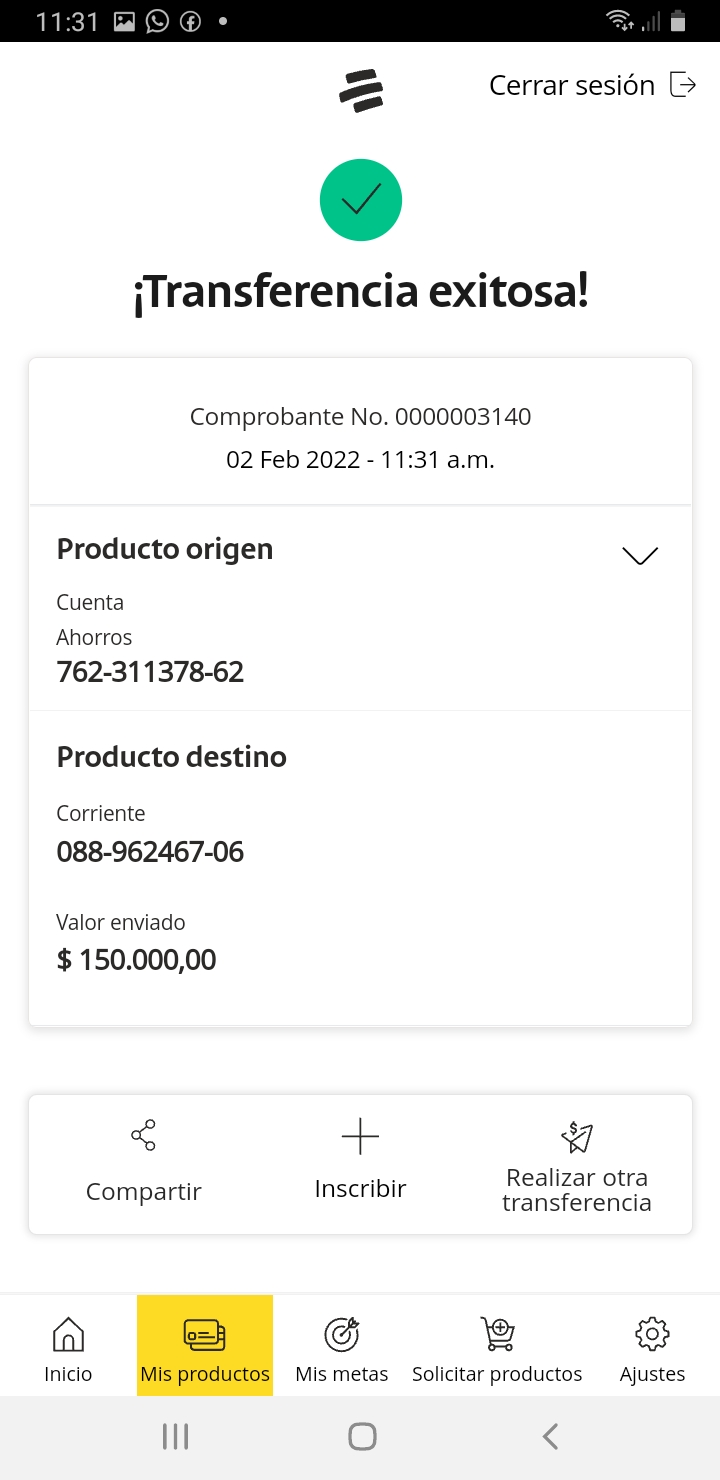 11:31
Cerrar sesión
¡Transferencia exitosa!
Comprobante No. 0000003140
02 Feb 2022 - 11:31 a.m.
Producto origen
Cuenta
Ahorros
762-311378-62
Producto destino
Corriente
088-962467-06
Valor enviado
$ 150.000,00
Compartir
Inscribir
Realizar otra
transferencia
Inicio
Mis productos
Mis metas
Solicitar productos
Ajustes